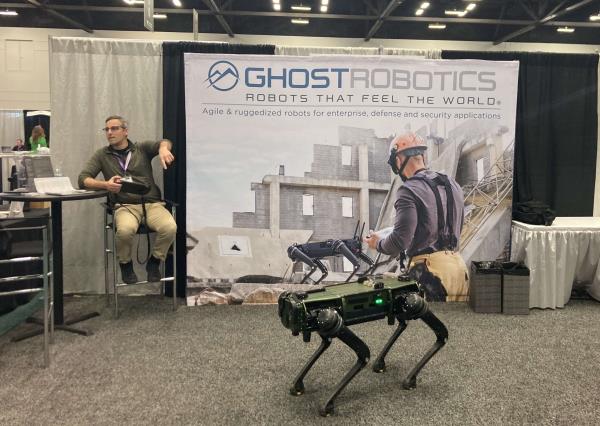 GHOSTROBOTICS
ROBOTS THAT FEEL THE WORLD®
Agile & ruggedized robots for enterprise, defense and security applications